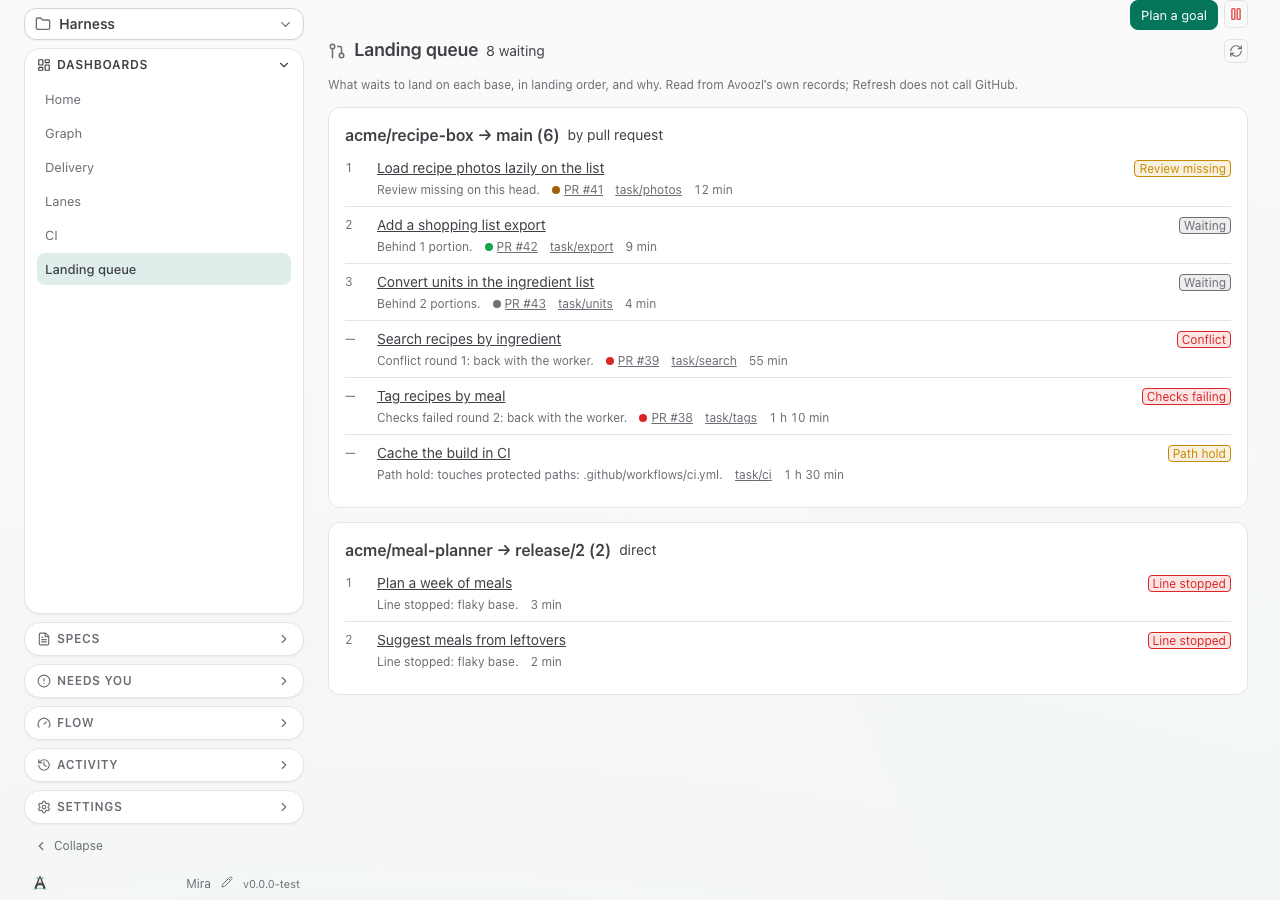 Harness
DASHBOARDS
Home
Graph
Delivery
Lanes
CI
Landing queue
SPECS
NEEDS YOU
FLOW
ACTIVITY
SETTINGS
Collapse
Mira v0.0.0-test
Plan a goal
Landing queue 8 waiting
What waits to land on each base, in landing order, and why. Read from Avoozl's own records; Refresh does not call GitHub.
acme/recipe-box → main (6) by pull request
1 Load recipe photos lazily on the list Review missing
Review missing on this head. PR #41 task/photos 12 min
2 Add a shopping list export Waiting
Behind 1 portion. PR #42 task/export 9 min
3 Convert units in the ingredient list Waiting
Behind 2 portions. PR #43 task/units 4 min
— Search recipes by ingredient Conflict
Conflict round 1: back with the worker. PR #39 task/search 55 min
— Tag recipes by meal Checks failing
Checks failed round 2: back with the worker. PR #38 task/tags 1 h 10 min
— Cache the build in CI Path hold
Path hold: touches protected paths: .github/workflows/ci.yml. task/ci 1 h 30 min
acme/meal-planner → release/2 (2) direct
1 Plan a week of meals Line stopped
Line stopped: flaky base. 3 min
2 Suggest meals from leftovers Line stopped
Line stopped: flaky base. 2 min